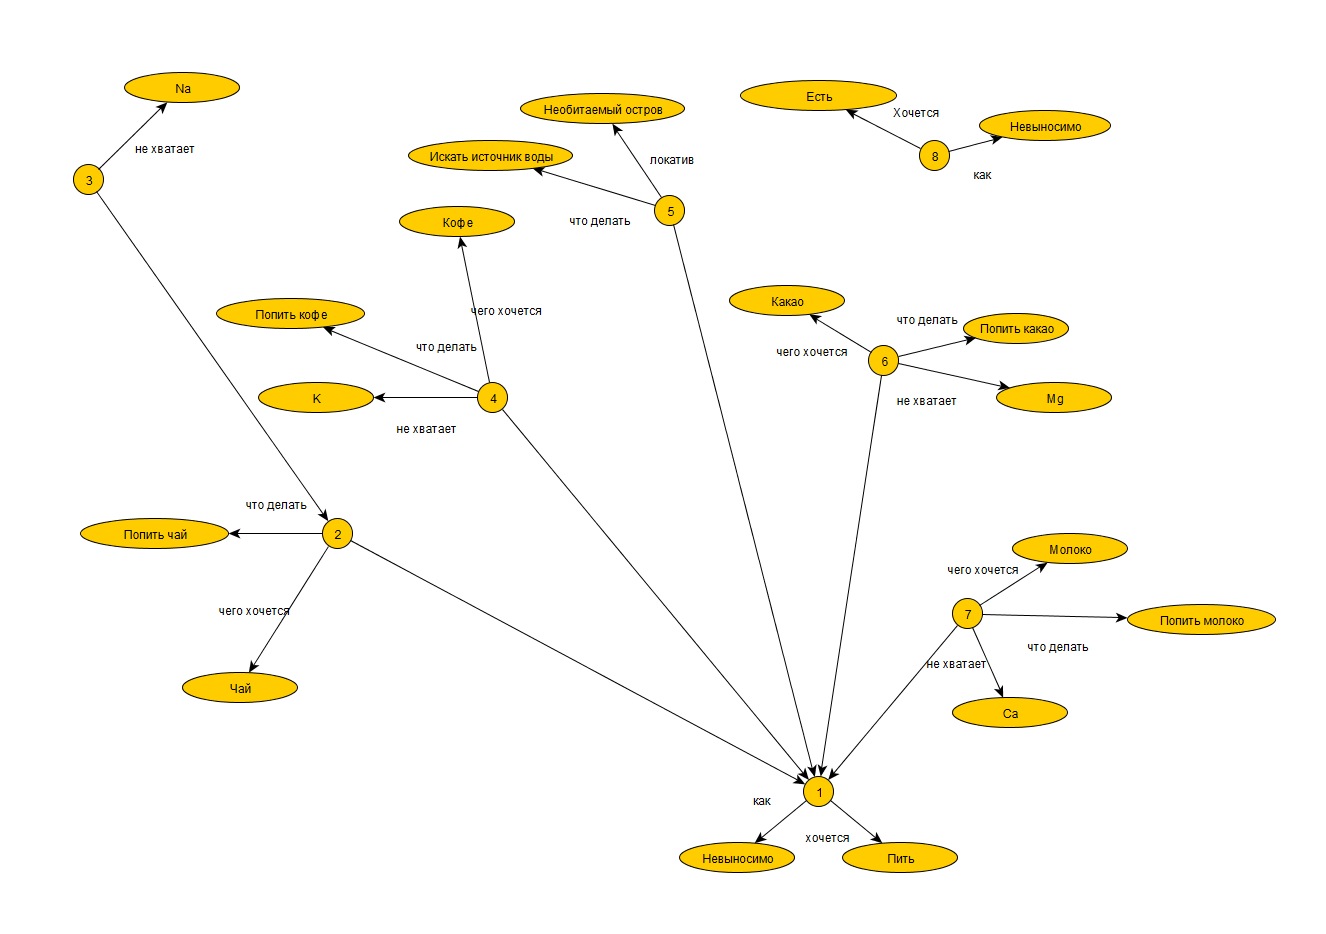 Na
не хватает
3
Необитаемый остров
Искать источник воды
локатив
5
что делать
Есть
Хочется
Невыносимо
8
как
Кофе
чего хочется
Попить кофе
что делать
K
4
не хватает
Какао
что делать
Попить какао
чего хочется
6
не хватает
Mg
что делать
Попить чай
2
чего хочется
Чай
Молоко
чего хочется
7
Попить молоко
что делать
не хватает
Ca
1
как
хочется
Невыносимо
Пить